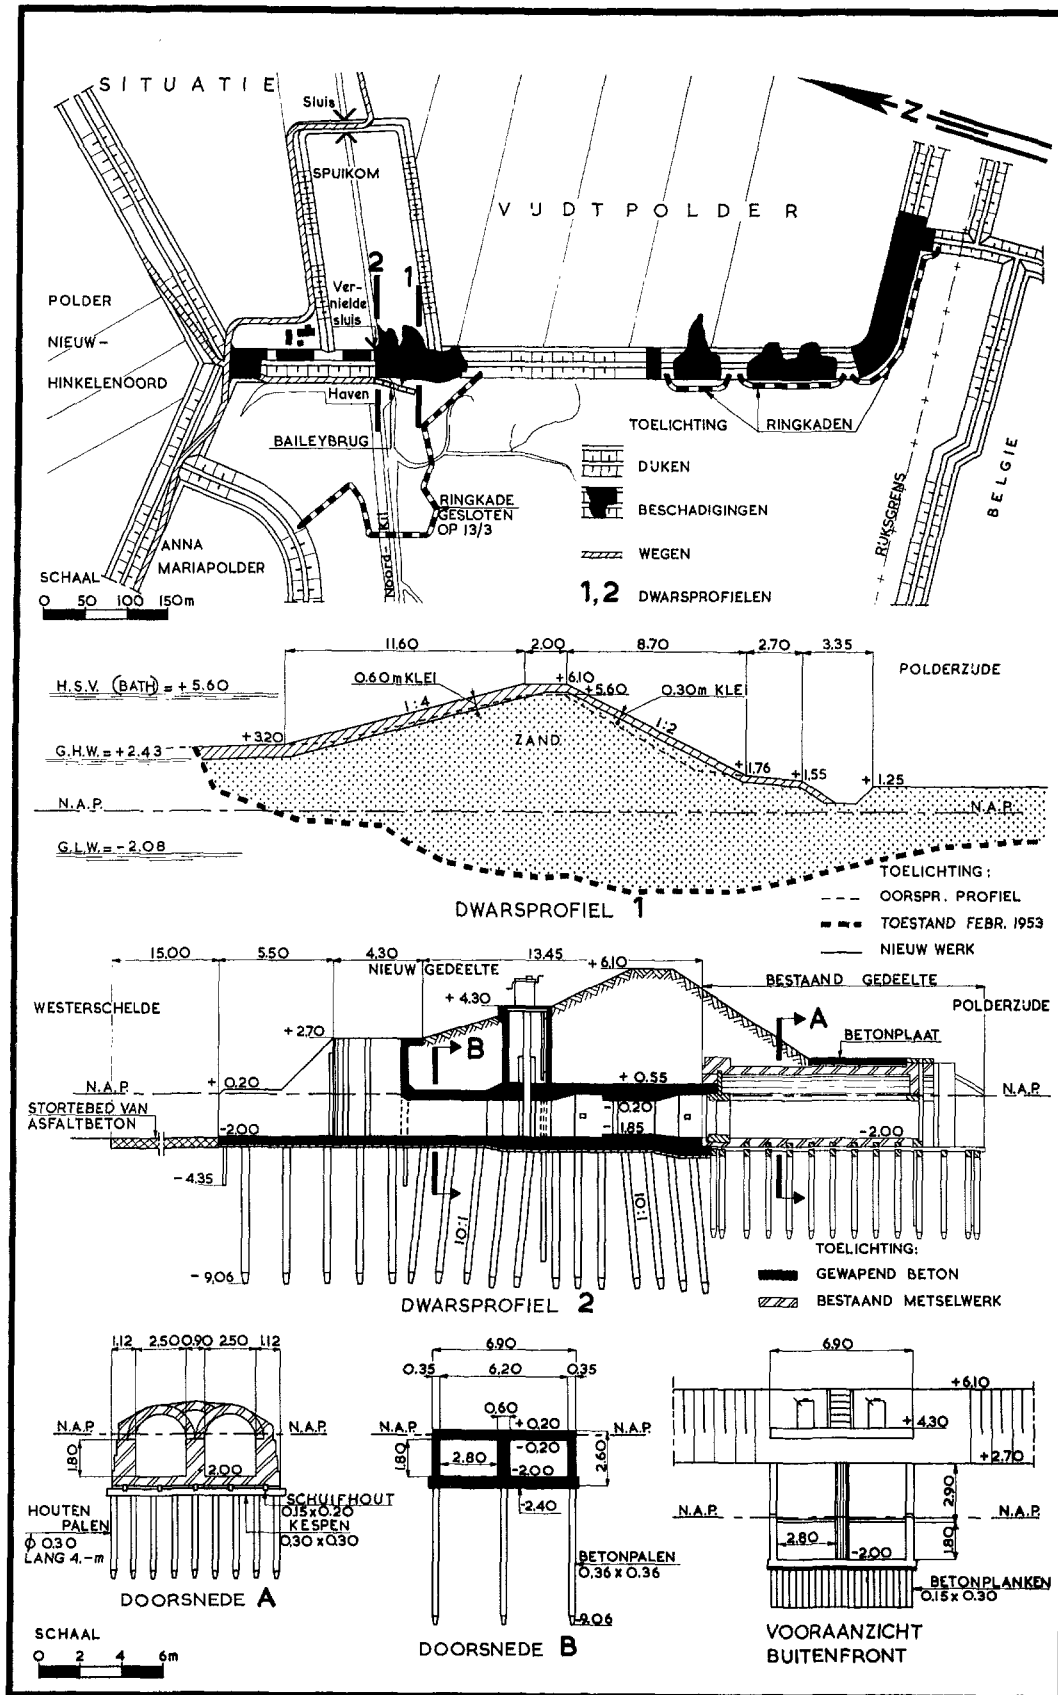 SITUATIE
Sluis
SPUIKOM
Z
VIJDTPOLDER
2
1
Ver-
nielde
sluis
POLDER
NIEUW-
HINKELENOORD
Haven
BAILEYBRUG
TOELICHTING
RINGKADEN
DIJKEN
BESCHADIGINGEN
WEGEN
1,2 DWARSPROFIELEN
RINGKADE
GESLOTEN
OP 13/3
Noord-Kil
RIJKSGRENS
BELGIE
ANNA
MARIAPOLDER
SCHAAL
0 50 100 150m
11.60 2.00 8.70 2.70 3.35
POLDERZIJDE
H.S.V. (BATH) = + 5.60
0.60m KLEI
+6.10
+5.60
0.30m KLEI
1:4
1:2
ZAND
+3.20
G.H.W.= +2.43
+1.76
+1.55
+1.25
N.A.P.
N.A.P.
G.L.W.= -2.08
TOELICHTING:
OORSPR. PROFIEL
TOESTAND FEBR. 1953
NIEUW WERK
DWARSPROFIEL 1
15.00 5.50 4.30 13.45
NIEUW GEDEELTE
+6.10
BESTAAND GEDEELTE
WESTERSCHELDE
POLDERZIJDE
+4.30
+2.70
A
B
BETONPLAAT
N.A.P.
+0.20
+0.55
N.A.P.
STORTEBED VAN
ASFALTBETON
-0.20
-1.85
-2.00
-2.00
-4.35
10:1
10:1
-9,06
TOELICHTING:
GEWAPEND BETON
BESTAAND METSELWERK
DWARSPROFIEL 2
1.12 2.50 0.90 2.50 1.12
N.A.P.
N.A.P.
1.80
2.00
HOUTEN
PALEN
φ 0.30
LANG 4.-m
SCHUIFHOUT
0.15x0.20
KESPEN
0.30x0.30
DOORSNEDE A
6.90
0.35 6.20 0.35
0.60
N.A.P.
+0.20
N.A.P.
-0.20
1.80
2.80
-2.00
2.60
-2.40
BETONPALEN
0,36 x 0.36
-9.06
DOORSNEDE B
6.90
+6.10
+4.30
+2.70
N.A.P.
N.A.P.
2.90
2.80
1.80
-2.00
BETONPLANKEN
0.15 x 0.30
VOORAANZICHT
BUITENFRONT
SCHAAL
0 2 4 6m